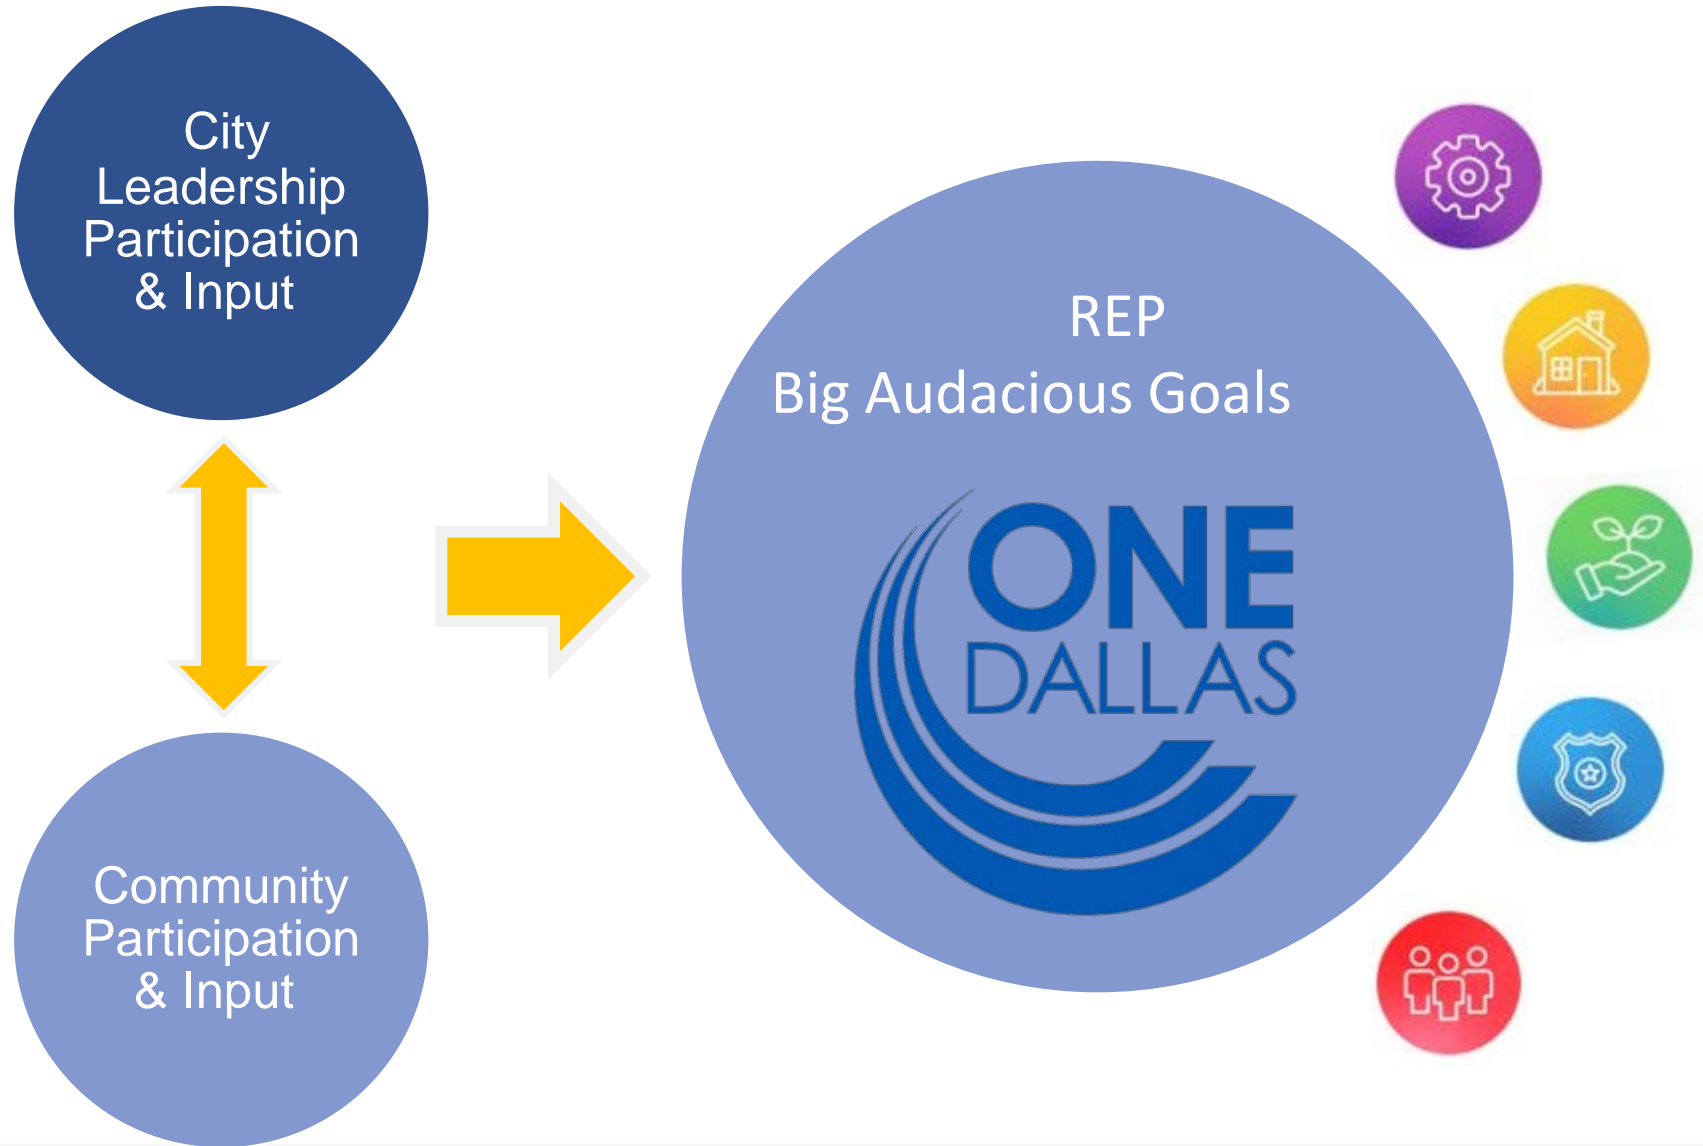 City
Leadership
Participation
& Input
Community
Participation
& Input
REP
Big Audacious Goals
ONE
DALLAS